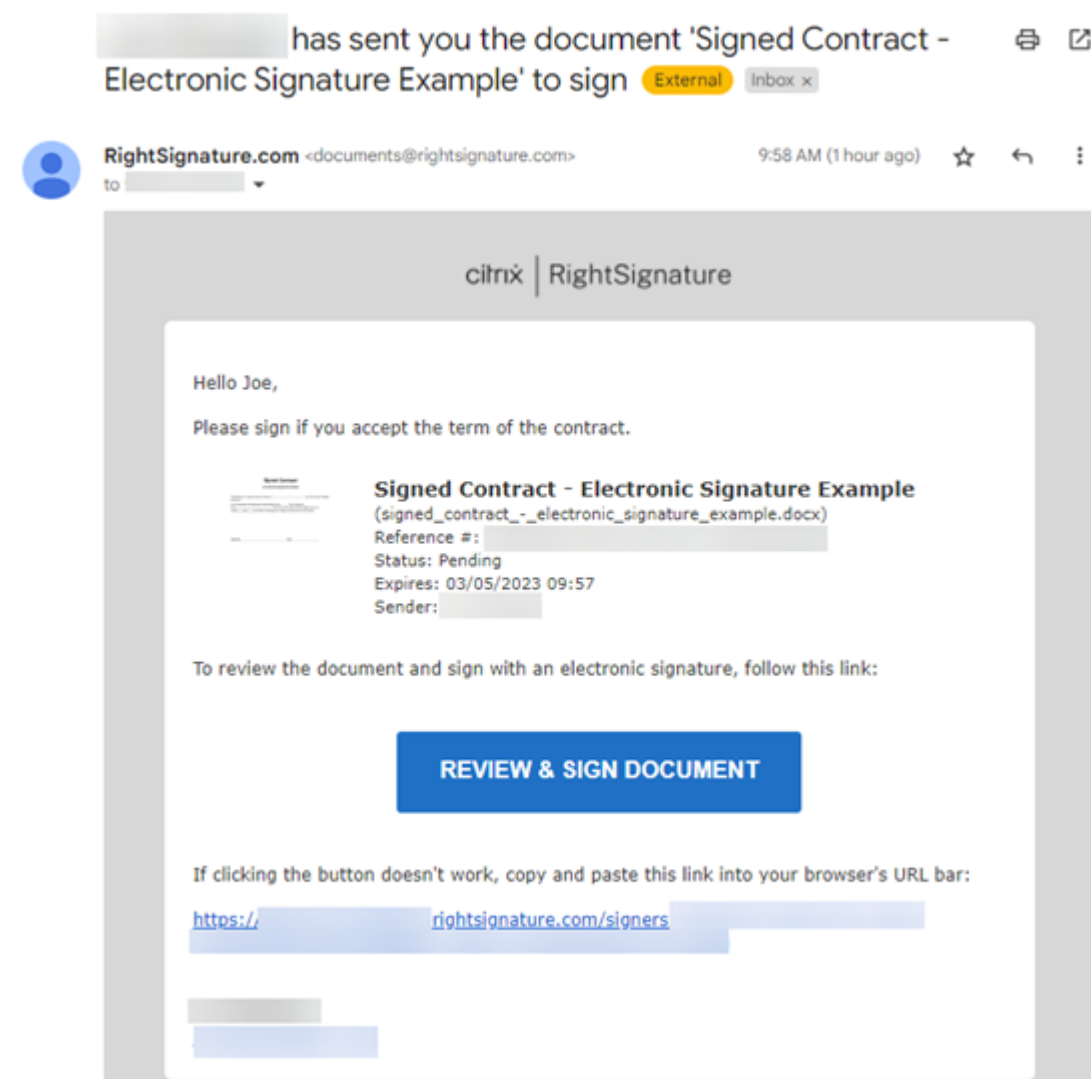 has sent you the document 'Signed Contract -
Electronic Signature Example' to sign External Inbox ×
RightSignature.com <documents@rightsignature.com> 9:58 AM (1 hour ago)
to
citrix | RightSignature
Hello Joe,
Please sign if you accept the term of the contract.
Signed Contract
Signed Contract - Electronic Signature Example
(signed_contract_-_electronic_signature_example.docx)
Reference #:
Status: Pending
Expires: 03/05/2023 09:57
Sender:
To review the document and sign with an electronic signature, follow this link:
REVIEW & SIGN DOCUMENT
If clicking the button doesn't work, copy and paste this link into your browser's URL bar:
https:// rightsignature.com/signers